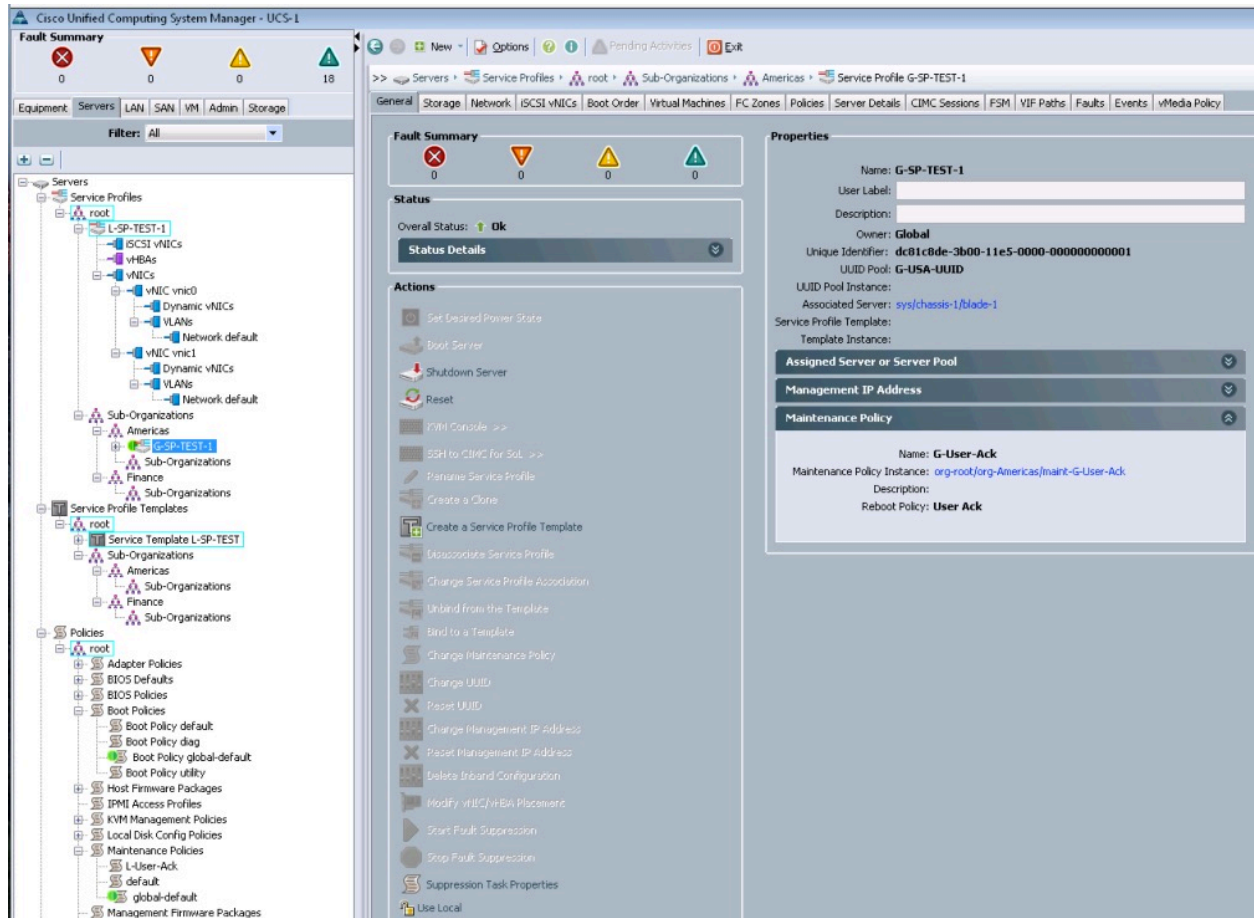 Cisco Unified Computing System Manager - UCS-1
Fault Summary
0 0 0 18
Equipment Servers LAN SAN VM Admin Storage
Filter: All
Servers
Service Profiles
root
L-SP-TEST-1
iSCSI vNICs
vHBAs
vNICs
vNIC vnic0
Dynamic vNICs
VLANs
Network default
vNIC vnic1
Dynamic vNICs
VLANs
Network default
Sub-Organizations
Americas
G-SP-TEST-1
Sub-Organizations
Finance
Sub-Organizations
Service Profile Templates
root
Service Template L-SP-TEST
Sub-Organizations
Americas
Sub-Organizations
Finance
Sub-Organizations
Policies
root
Adapter Policies
BIOS Defaults
BIOS Policies
Boot Policies
Boot Policy default
Boot Policy diag
Boot Policy global-default
Boot Policy utility
Host Firmware Packages
IPMI Access Profiles
KVM Management Policies
Local Disk Config Policies
Maintenance Policies
L-User-Ack
default
global-default
Management Firmware Packages
New Options Pending Activities Exit
>> Servers Service Profiles root Sub-Organizations Americas Service Profile G-SP-TEST-1
General Storage Network iSCSI vNICs Boot Order Virtual Machines FC Zones Policies Server Details CIMC Sessions FSM VIF Paths Faults Events vMedia Policy
Fault Summary
0 0 0 0
Status
Overall Status: Ok
Status Details
Actions
Set Desired Power State
Boot Server
Shutdown Server
Reset
KVM Console >>
SSH to CIMC for SoL >>
Rename Service Profile
Create a Clone
Create a Service Profile Template
Disassociate Service Profile
Change Service Profile Association
Unbind from the Template
Bind to a Template
Change Maintenance Policy
Change UUID
Reset UUID
Change Management IP Address
Reset Management IP Address
Delete Inband Configuration
Modify vNIC/vHBA Placement
Start Fault Suppression
Stop Fault Suppression
Suppression Task Properties
Use Local
Properties
Name: G-SP-TEST-1
User Label:
Description:
Owner: Global
Unique Identifier: dc81c8de-3b00-11e5-0000-000000000001
UUID Pool: G-USA-UUID
UUID Pool Instance:
Associated Server: sys/chassis-1/blade-1
Service Profile Template:
Template Instance:
Assigned Server or Server Pool
Management IP Address
Maintenance Policy
Name: G-User-Ack
Maintenance Policy Instance: org-root/org-Americas/maint-G-User-Ack
Description:
Reboot Policy: User Ack